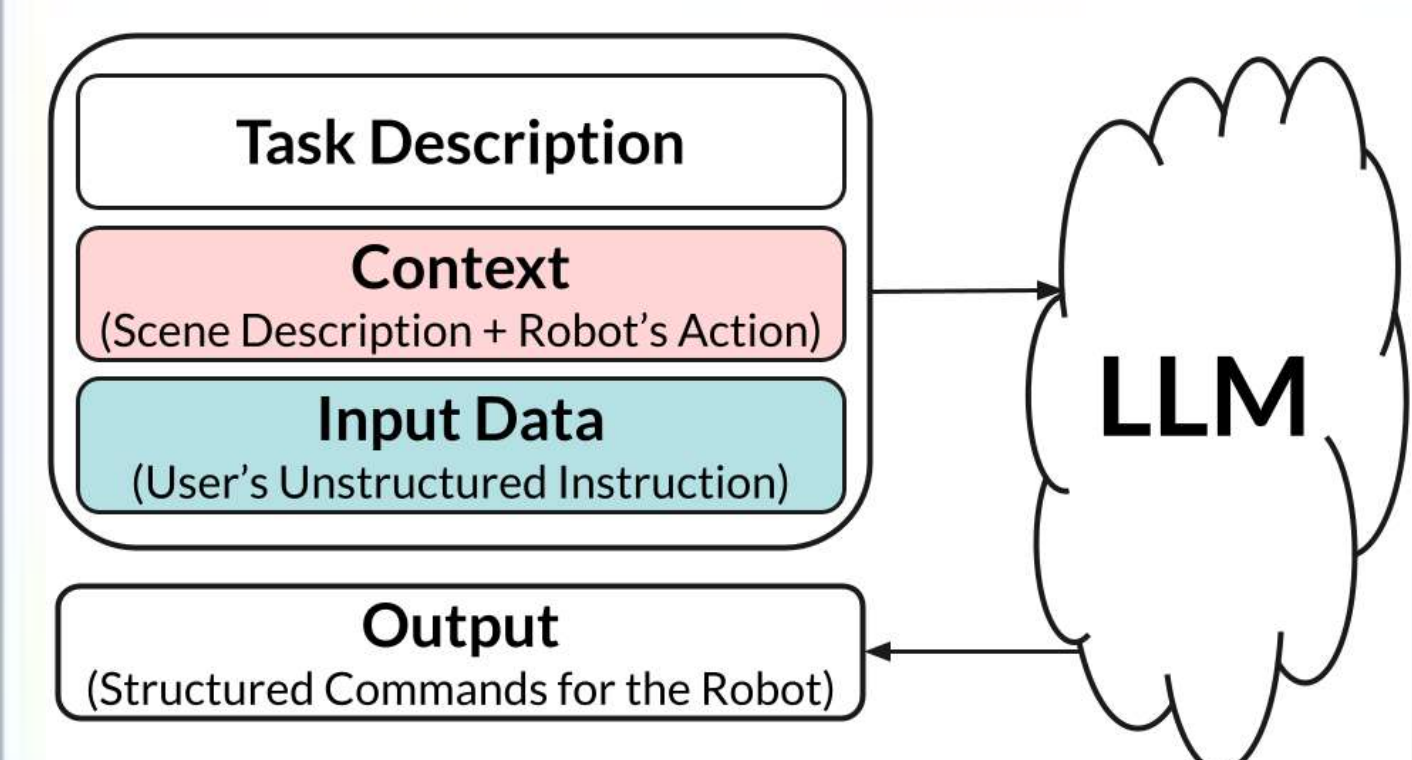 Task Description
Context
(Scene Description + Robot’s Action)
Input Data
(User’s Unstructured Instruction)
LLM
Output
(Structured Commands for the Robot)